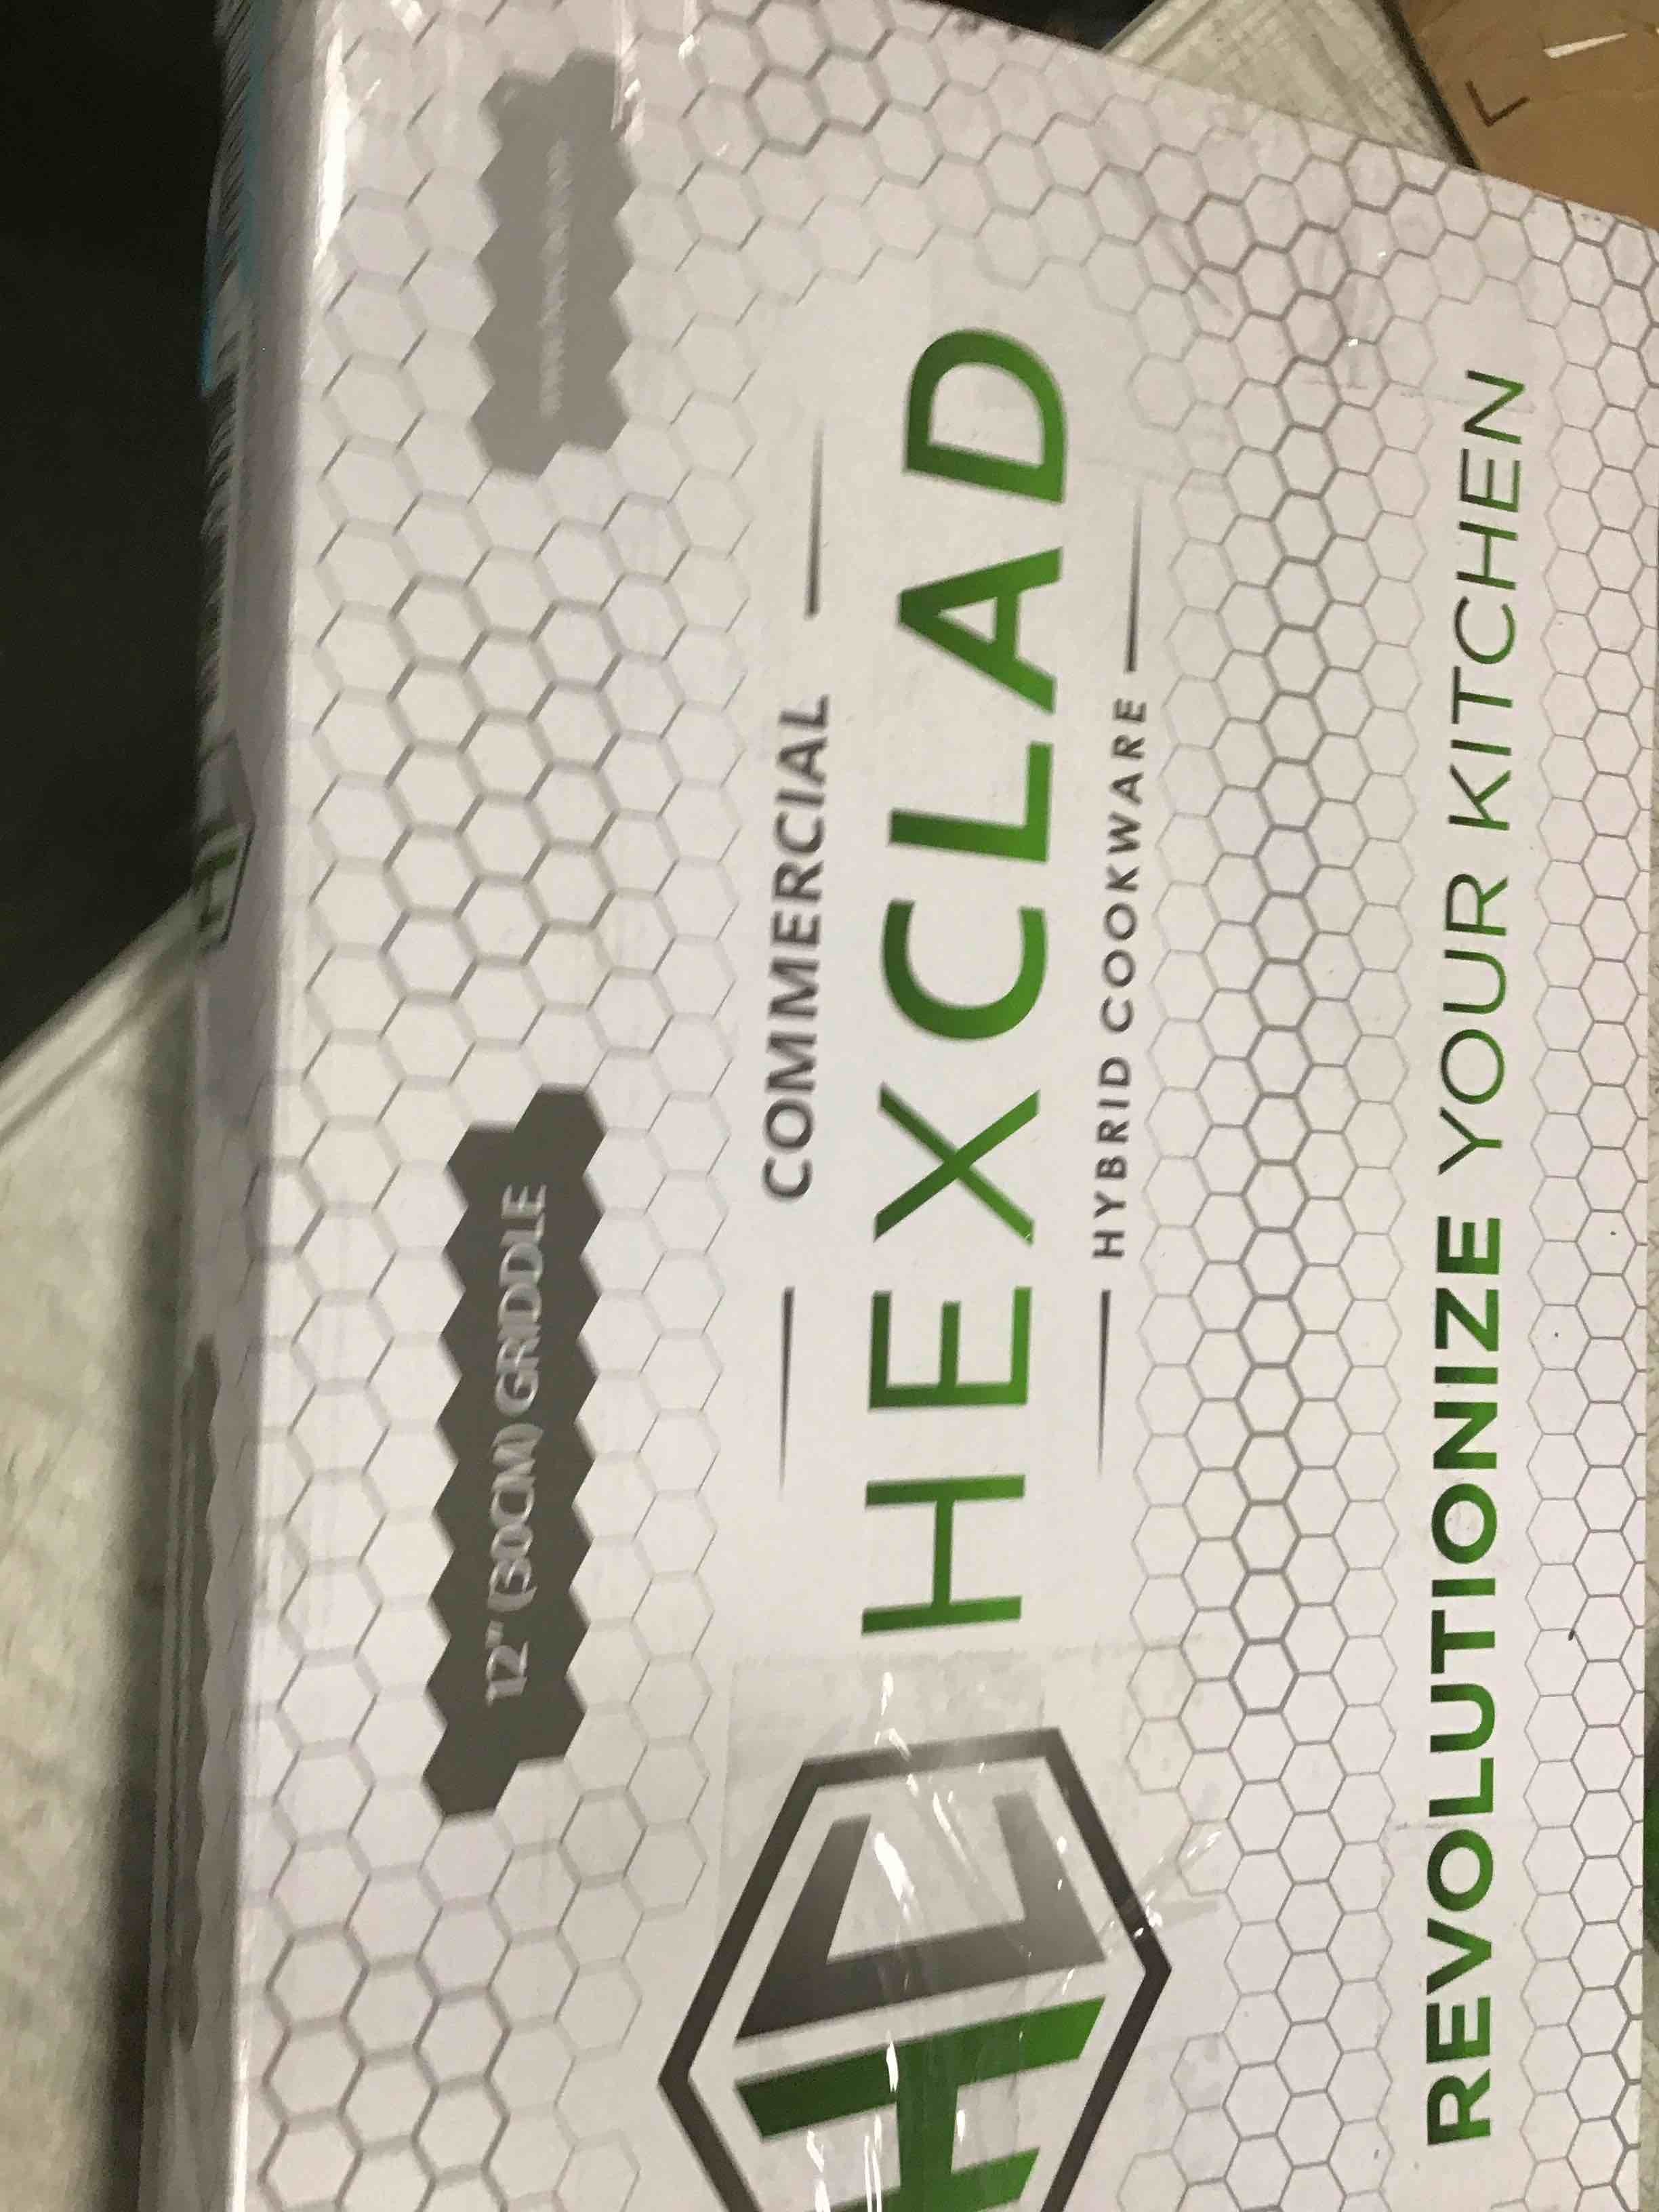 12" (30CM) GRIDDLE
COMMERCIAL
HEXCLAD
HYBRID COOKWARE
REVOLUTIONIZE YOUR KITCHEN